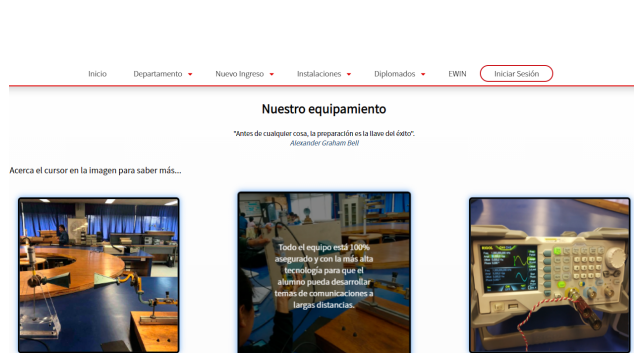 Inicio Departamento Nuevo Ingreso Instalaciones Diplomados EWIN Iniciar Sesión
Nuestro equipamiento
"Antes de cualquier cosa, la preparación es la llave del éxito".
Alexander Graham Bell
Acerca el cursor en la imagen para saber más...
Todo el equipo está 100%
asegurado y con la más alta
tecnología para que el
alumno pueda desarrollar
temas de comunicaciones a
largas distancias.